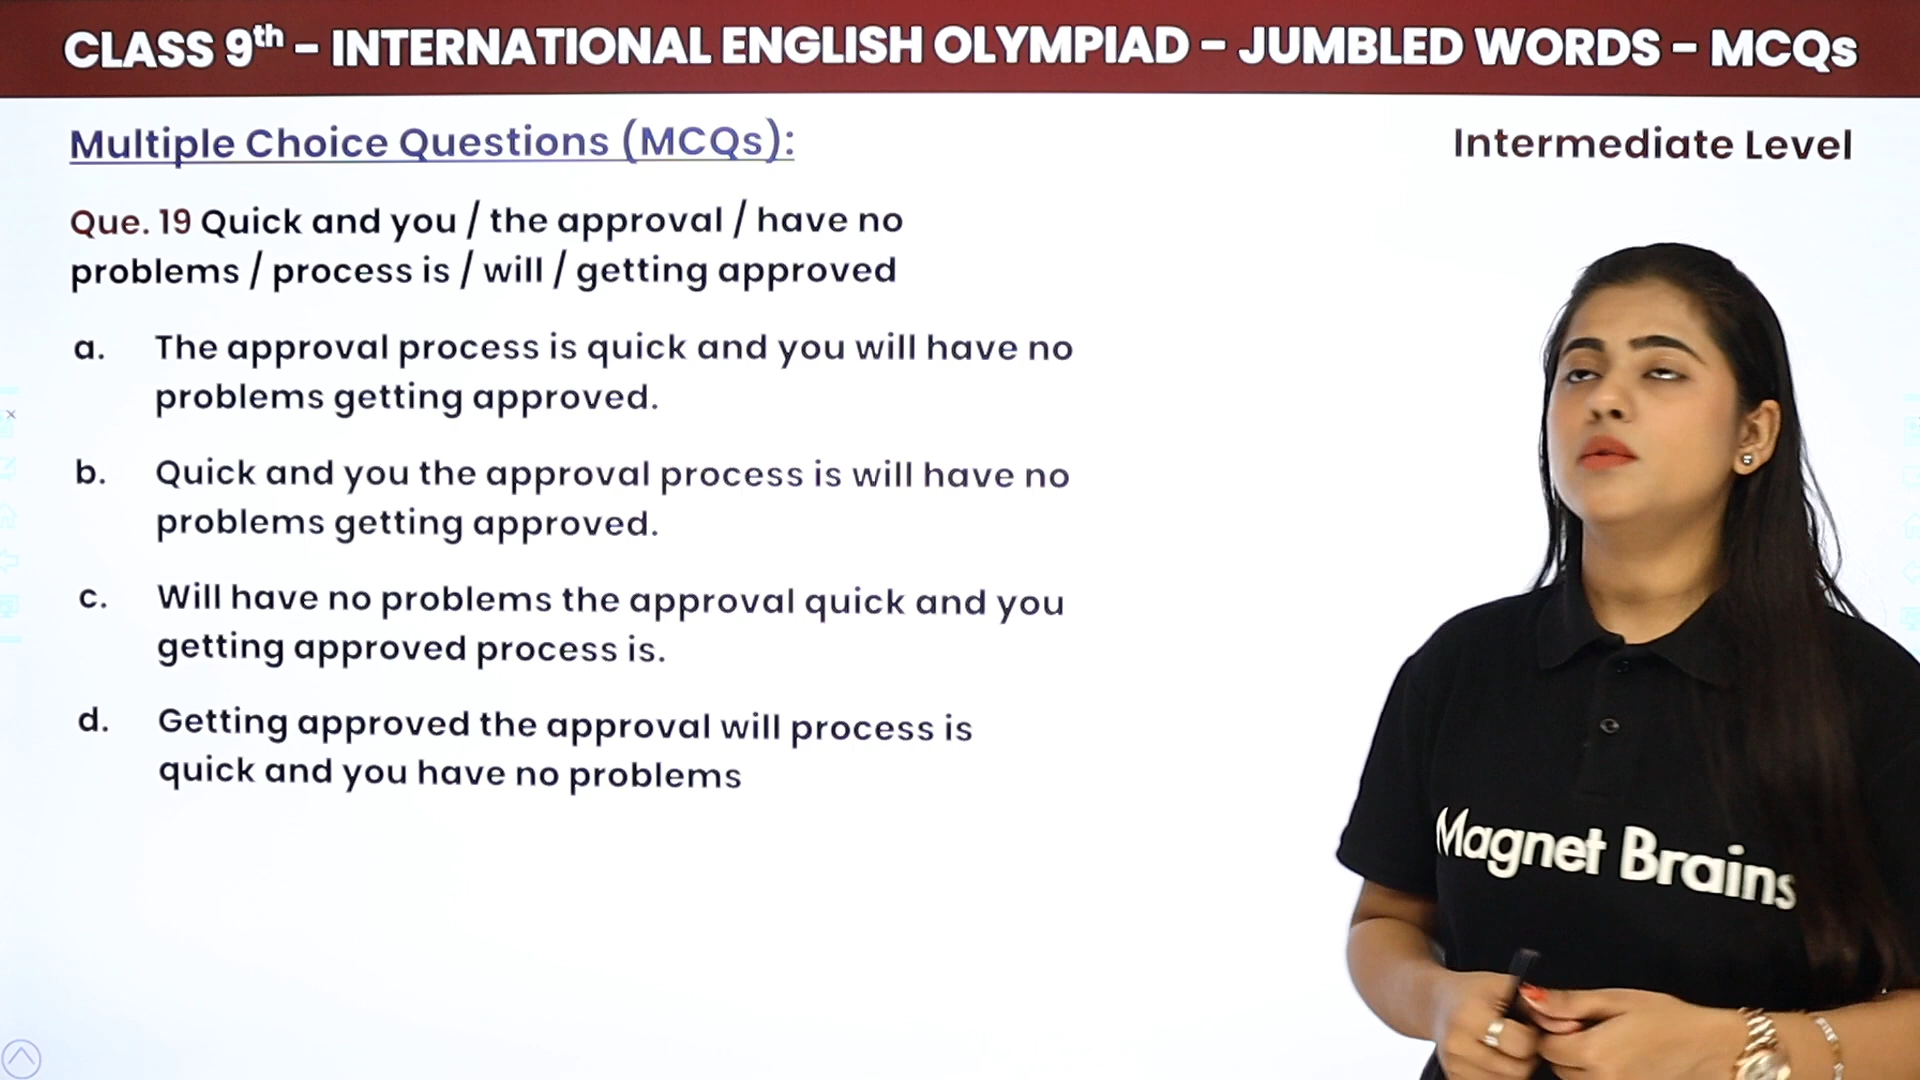 CLASS 9th – INTERNATIONAL ENGLISH OLYMPIAD – JUMBLED WORDS – MCQs
Multiple Choice Questions (MCQs):
Intermediate Level
Que. 19 Quick and you / the approval / have no
problems / process is / will / getting approved
a. The approval process is quick and you will have no
problems getting approved.
b. Quick and you the approval process is will have no
problems getting approved.
c. Will have no problems the approval quick and you
getting approved process is.
d. Getting approved the approval will process is
quick and you have no problems
Magnet Brains